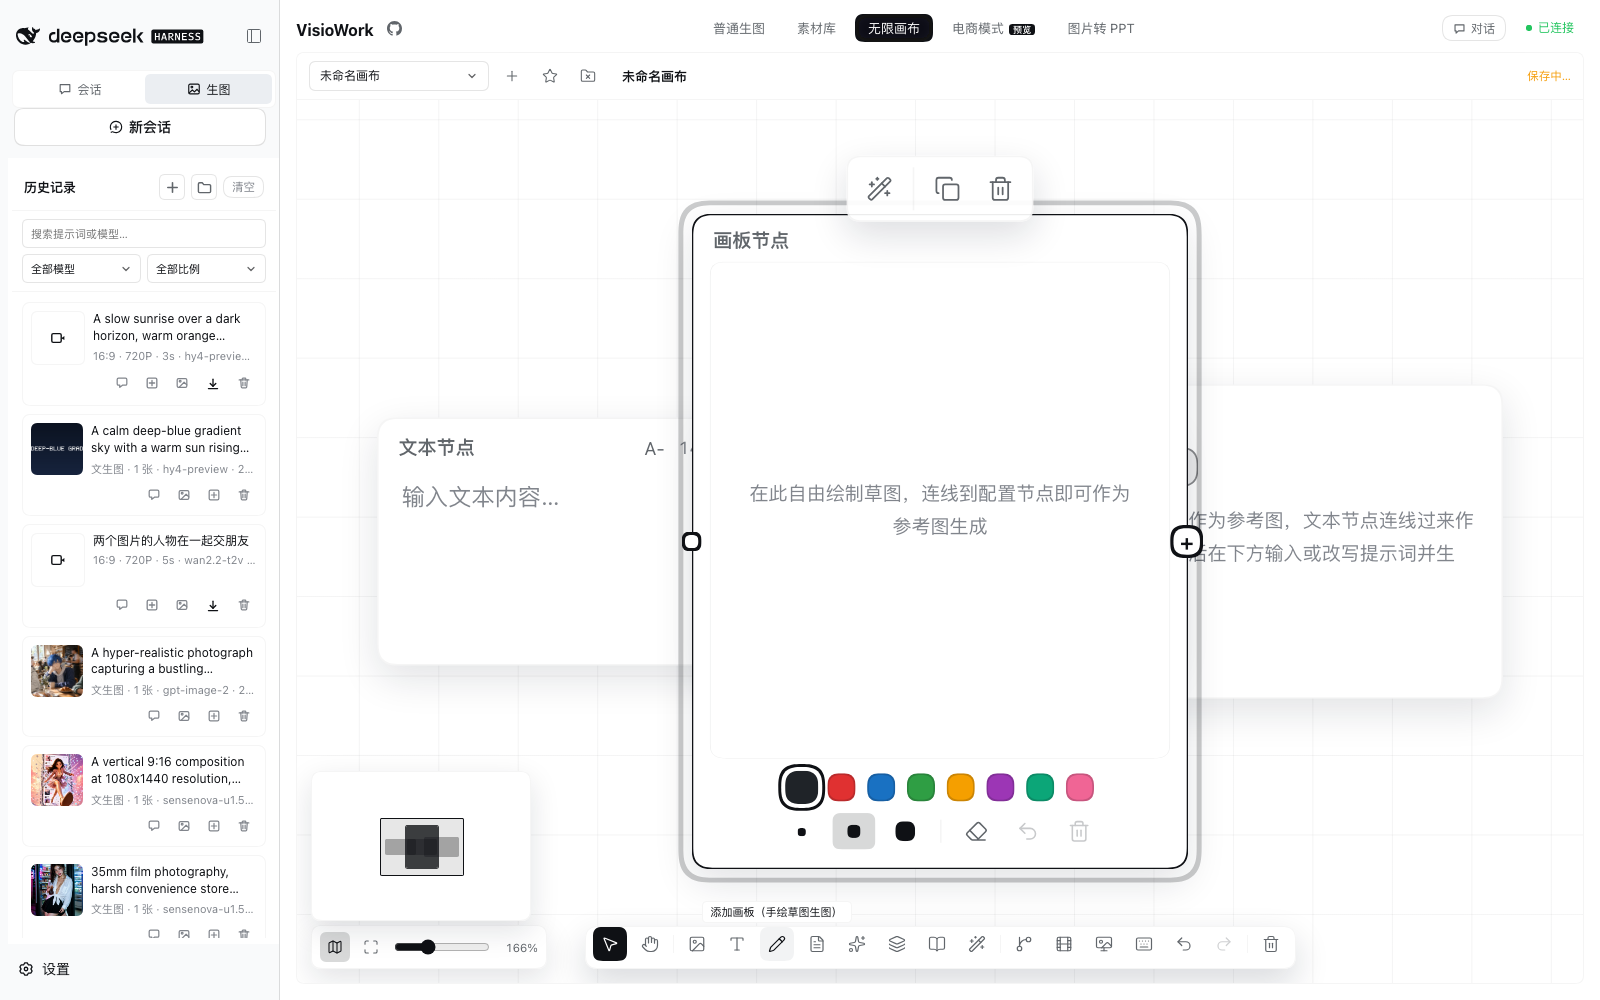 deepseek HARNESS
会话
生图
新会话
历史记录
清空
搜索提示词或模型...
全部模型
全部比例
A slow sunrise over a dark
horizon, warm orange...
16:9 · 720P · 3s · hy4-previe...
A calm deep-blue gradient
sky with a warm sun rising...
文生图 · 1 张 · hy4-preview · 2...
两个图片的人物在一起交朋友
16:9 · 720P · 5s · wan2.2-t2v ...
A hyper-realistic photograph
capturing a bustling...
文生图 · 1 张 · gpt-image-2 · 2...
A vertical 9:16 composition
at 1080x1440 resolution,...
文生图 · 1 张 · sensenova-u1.5...
35mm film photography,
harsh convenience store...
文生图 · 1 张 · sensenova-u1.5...
设置
VisioWork
普通生图
素材库
无限画布
电商模式 预览
图片转 PPT
对话
已连接
未命名画布
未命名画布
保存中...
画板节点
在此自由绘制草图，连线到配置节点即可作为
参考图生成
文本节点
A-
输入文本内容...
作为参考图，文本节点连线过来作
后在下方输入或改写提示词并生
166%
添加画板（手绘草图生图）